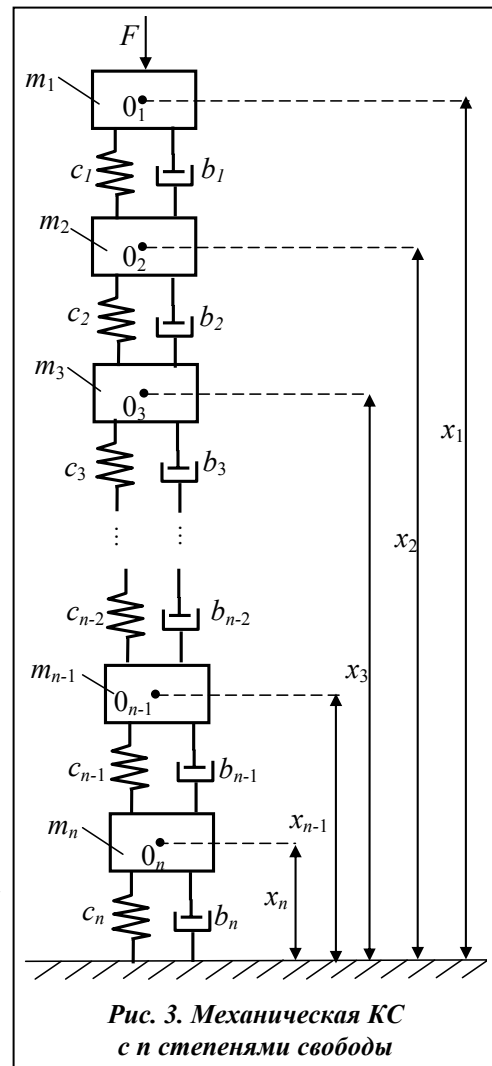 F
m₁
0₁
c₁
b₁
m₂
0₂
c₂
b₂
m₃
0₃
x₁
c₃
b₃
x₂
⋮ ⋮
cₙ₋₂
bₙ₋₂
mₙ₋₁
x₃
0ₙ₋₁
cₙ₋₁
bₙ₋₁
xₙ₋₁
mₙ
0ₙ
xₙ
cₙ
bₙ
Рис. 3. Механическая КС
с n степенями свободы